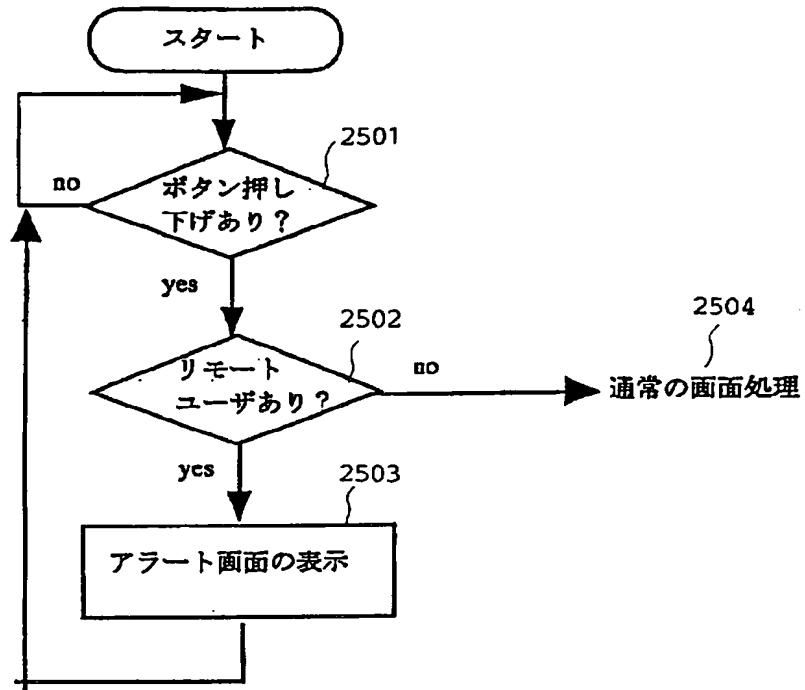 スタート
2501
no
ボタン押し
下げあり?
yes
2502
2504
リモート
no
ユーザあり?
通常の画面処理
yes
2503
アラート画面の表示